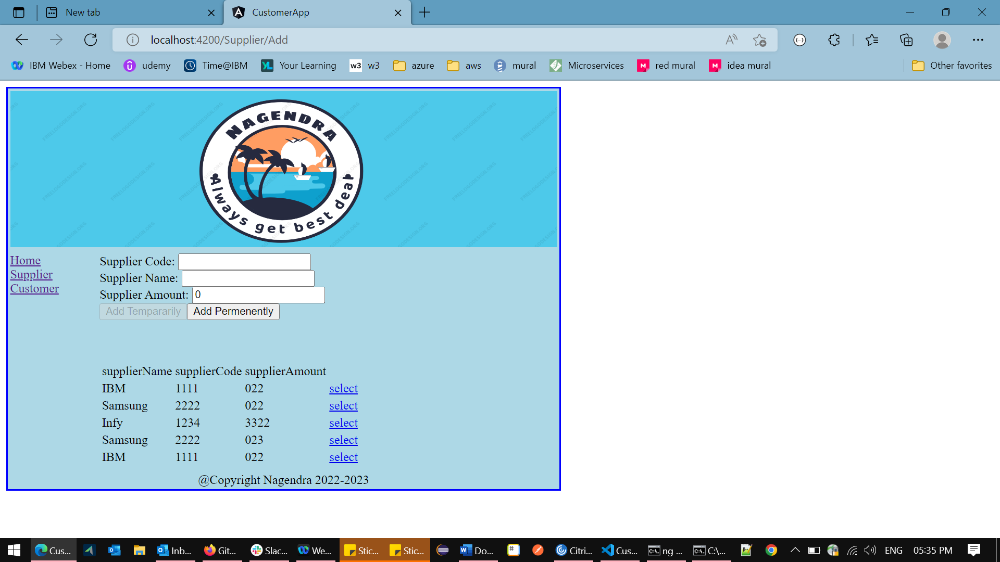 New tab
CustomerApp
localhost:4200/Supplier/Add
IBM Webex - Home
udemy
Time@IBM
YL Your Learning
w3 w3
azure
aws
mural
Microservices
M red mural
M idea mural
Other favorites
NAGENDRA
Always get best deal
FREELOGODESIGN.ORG
Home
Supplier
Customer
Supplier Code:
Supplier Name:
Supplier Amount: 0
Add Tempararily Add Permenently
supplierName supplierCode supplierAmount
IBM 1111 022 select
Samsung 2222 022 select
Infy 1234 3322 select
Samsung 2222 023 select
IBM 1111 022 select
@Copyright Nagendra 2022-2023
Cus...
Inb...
Git...
Slac...
We...
Stic...
Stic...
Do...
Citri...
Cus...
ng ...
C:\...
ENG
05:35 PM